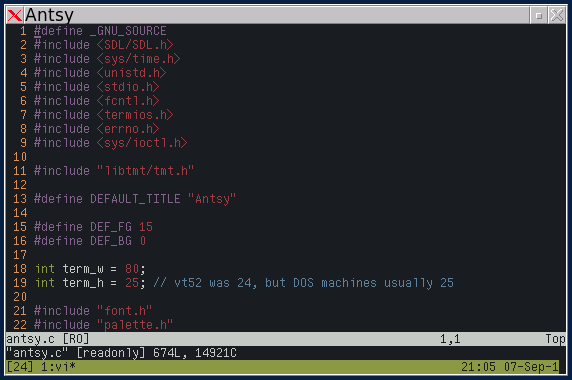 Antsy
1 #define _GNU_SOURCE
2 #include <SDL/SDL.h>
3 #include <sys/time.h>
4 #include <unistd.h>
5 #include <stdio.h>
6 #include <fcntl.h>
7 #include <termios.h>
8 #include <errno.h>
9 #include <sys/ioctl.h>
10
11 #include "libtmt/tmt.h"
12
13 #define DEFAULT_TITLE "Antsy"
14
15 #define DEF_FG 15
16 #define DEF_BG 0
17
18 int term_w = 80;
19 int term_h = 25; // vt52 was 24, but DOS machines usually 25
20
21 #include "font.h"
22 #include "palette.h"
antsy.c [RO] 1,1 Top
"antsy.c" [readonly] 674L, 14921C
[24] 1:vi* 21:05 07-Sep-1